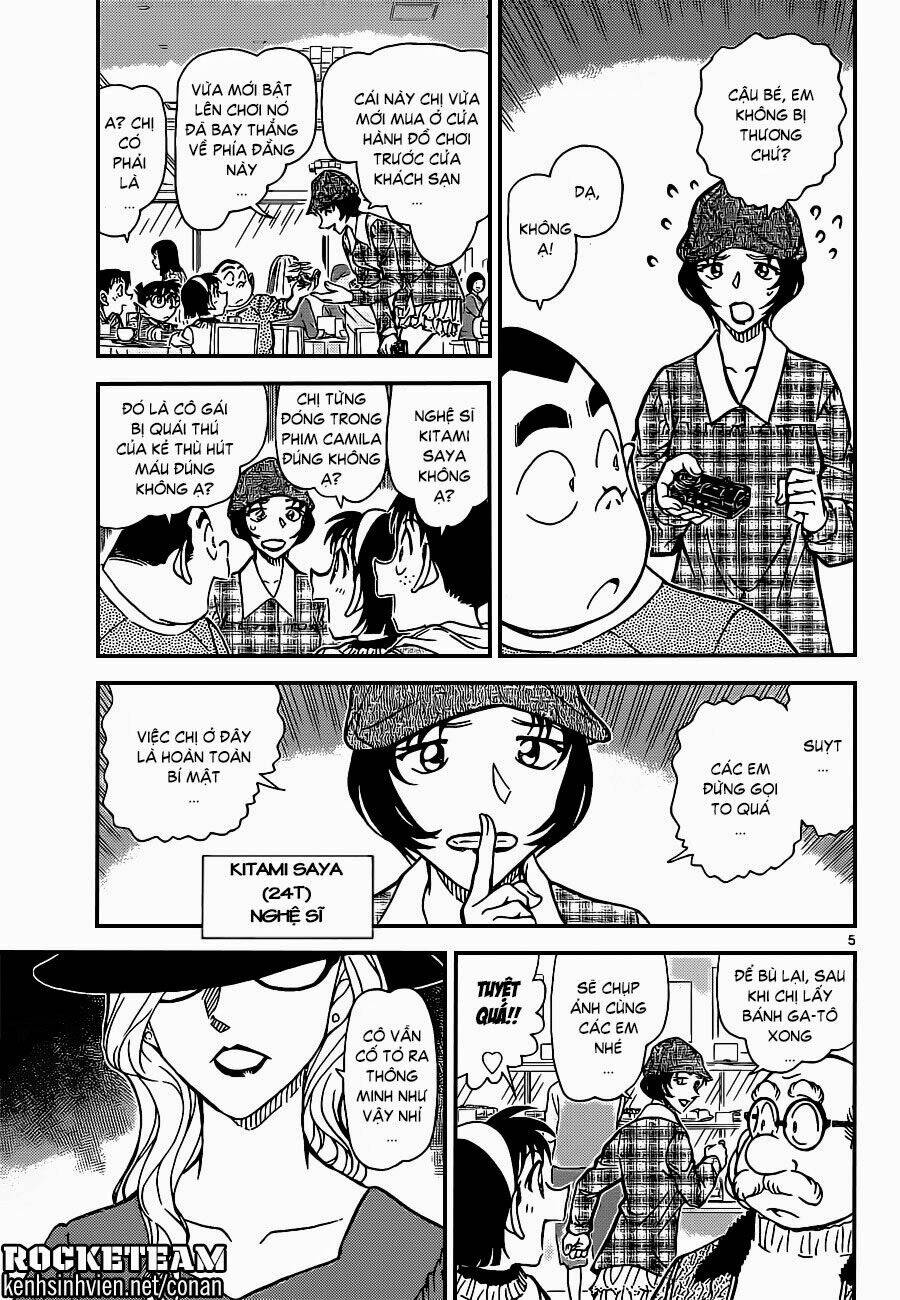 CẬU BÉ, EM
KHÔNG BỊ
THƯƠNG
CHỨ?
DẠ,
KHÔNG
Ạ!
CÁI NÀY CHỊ VỪA
MỚI MUA Ở CỬA
HÀNH ĐỒ CHƠI
TRƯỚC CỬA
KHÁCH SẠN
...
VỪA MỚI BẬT
LÊN CHƠI NÓ
ĐÃ BAY THẲNG
VỀ PHÍA ĐẰNG
NÀY
...
A? CHỊ
CÓ
PHẢI
LÀ
...
NGHỆ SĨ
KITAMI
SAYA
KHÔNG
Ạ?
CHỊ TỪNG
ĐÓNG TRONG
PHIM CAMILA
ĐÚNG KHÔNG
Ạ?
ĐÓ LÀ CÔ GÁI
BỊ QUÁI THÚ
CỦA KẺ THÙ HÚT
MÁU ĐÚNG
KHÔNG Ạ?
SUỴT
...
CÁC EM
ĐỪNG GỌI
TO QUÁ
...
VIỆC CHỊ Ở ĐÂY
LÀ HOÀN TOÀN
BÍ MẬT
...
KITAMI SAYA
(24T)
NGHỆ SĨ
5
ĐỂ BÙ LẠI, SAU
KHI CHỊ LẤY
BÁNH GA-TÔ
XONG
...
SẼ CHỤP
ẢNH CÙNG
CÁC EM
NHÉ
TUYỆT
QUÁ!!
CÔ VẪN
CỐ TỎ RA
THÔNG
MINH NHƯ
VẬY NHỈ
...
ROCKETEAM
kenhsinhvien.net/conan